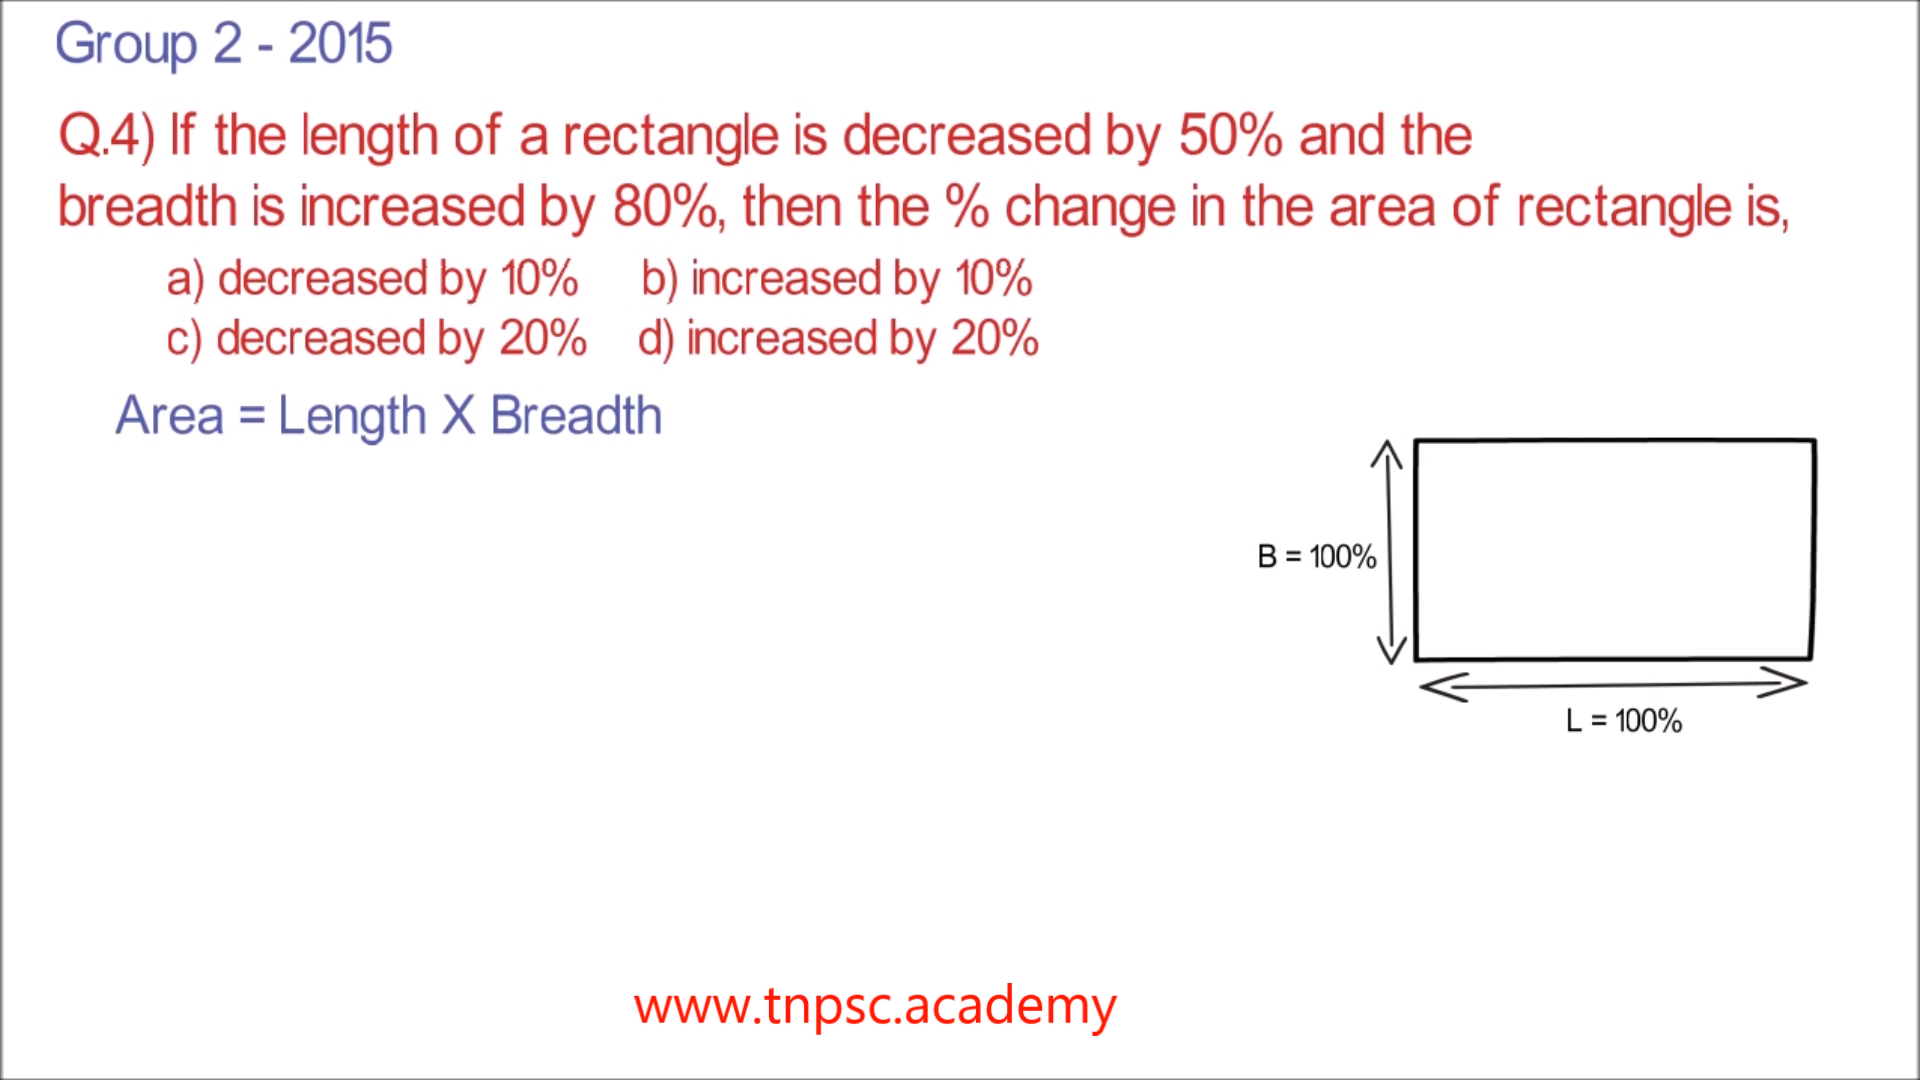 Group 2 - 2015
Q.4) If the length of a rectangle is decreased by 50% and the
breadth is increased by 80%, then the % change in the area of rectangle is,
a) decreased by 10% b) increased by 10%
c) decreased by 20% d) increased by 20%
Area = Length X Breadth
B = 100%
L = 100%
www.tnpsc.academy